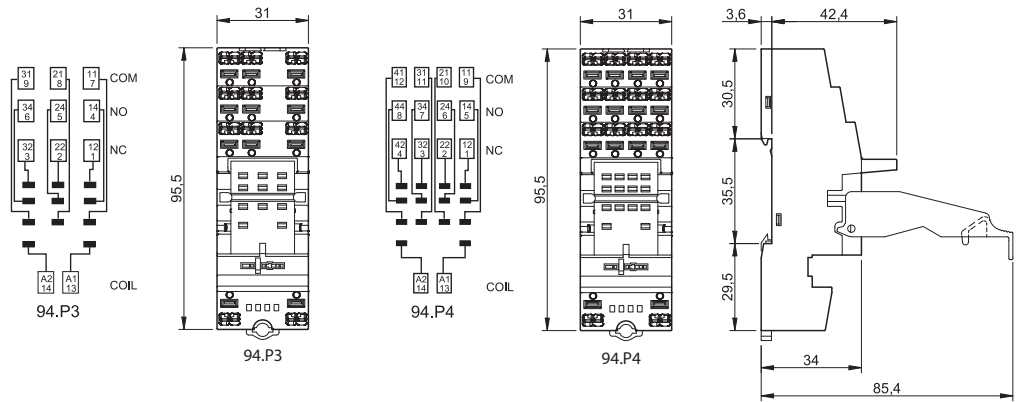 31 31 3,6 42,4
31 21 11
9 8 7
COM
34 24 14
6 5 4
NO
32 22 12
3 2 1
NC
A2 A1
14 13
COIL
94.P3
95,5
94.P3
41 31 21 11
12 11 10 9
COM
44 34 24 14
8 7 6 5
NO
42 32 22 12
4 3 2 1
NC
A2 A1
14 13
COIL
94.P4
95,5
94.P4
30,5
35,5
29,5
34
85,4